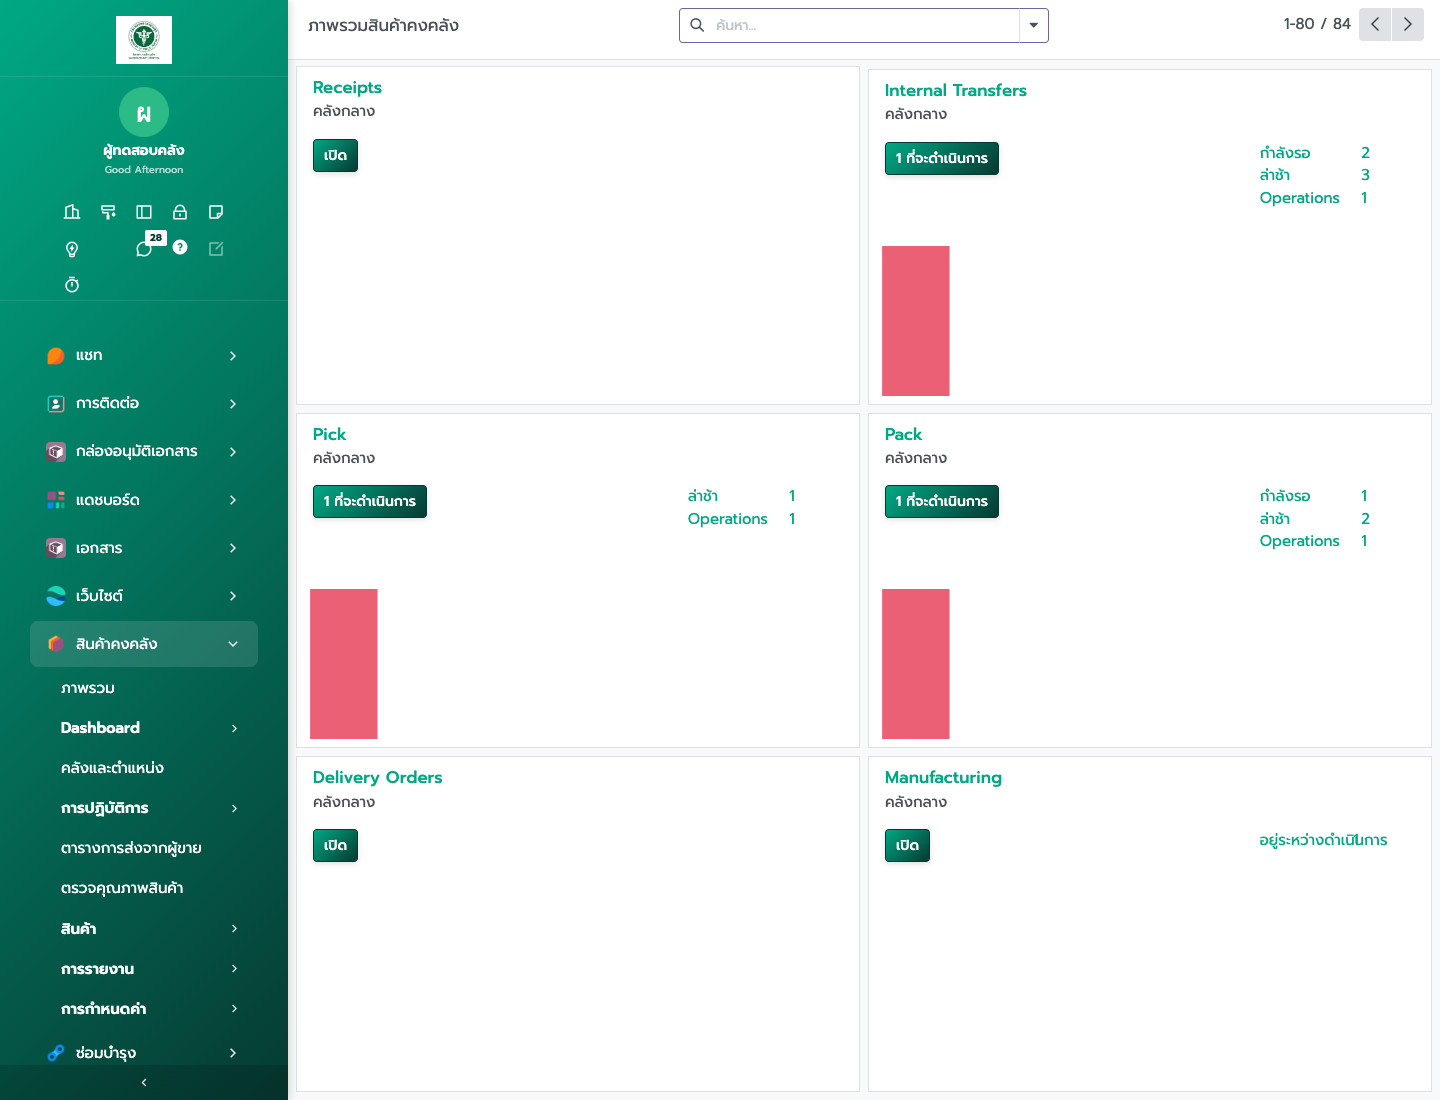 ผ
ผู้ทดสอบคลัง
Good Afternoon
28
แชท
การติดต่อ
กล่องอนุมัติเอกสาร
แดชบอร์ด
เอกสาร
เว็บไซต์
สินค้าคงคลัง
ภาพรวม
Dashboard
คลังและตำแหน่ง
การปฏิบัติการ
ตารางการส่งจากผู้ขาย
ตรวจคุณภาพสินค้า
สินค้า
การรายงาน
การกำหนดค่า
ซ่อมบำรุง
ภาพรวมสินค้าคงคลัง
ค้นหา...
1-80 / 84
Receipts
คลังกลาง
เปิด
Internal Transfers
คลังกลาง
1 ที่จะดำเนินการ
กำลังรอ 2
ล่าช้า 3
Operations 1
Pick
คลังกลาง
1 ที่จะดำเนินการ
ล่าช้า 1
Operations 1
Pack
คลังกลาง
1 ที่จะดำเนินการ
กำลังรอ 1
ล่าช้า 2
Operations 1
Delivery Orders
คลังกลาง
เปิด
Manufacturing
คลังกลาง
เปิด
อยู่ระหว่างดำเนินการ 1